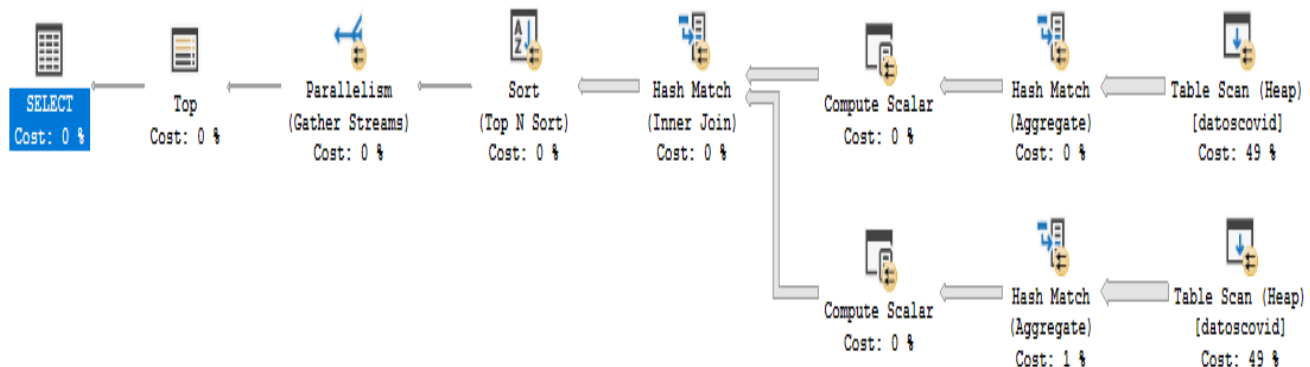 SELECT
Cost: 0 %
Top
Cost: 0 %
Parallelism
(Gather Streams)
Cost: 0 %
A
Z
Sort
(Top N Sort)
Cost: 0 %
Hash Match
(Inner Join)
Cost: 0 %
Compute Scalar
Cost: 0 %
Hash Match
(Aggregate)
Cost: 0 %
Table Scan (Heap)
[datoscovid]
Cost: 49 %
Compute Scalar
Cost: 0 %
Hash Match
(Aggregate)
Cost: 1 %
Table Scan (Heap)
[datoscovid]
Cost: 49 %